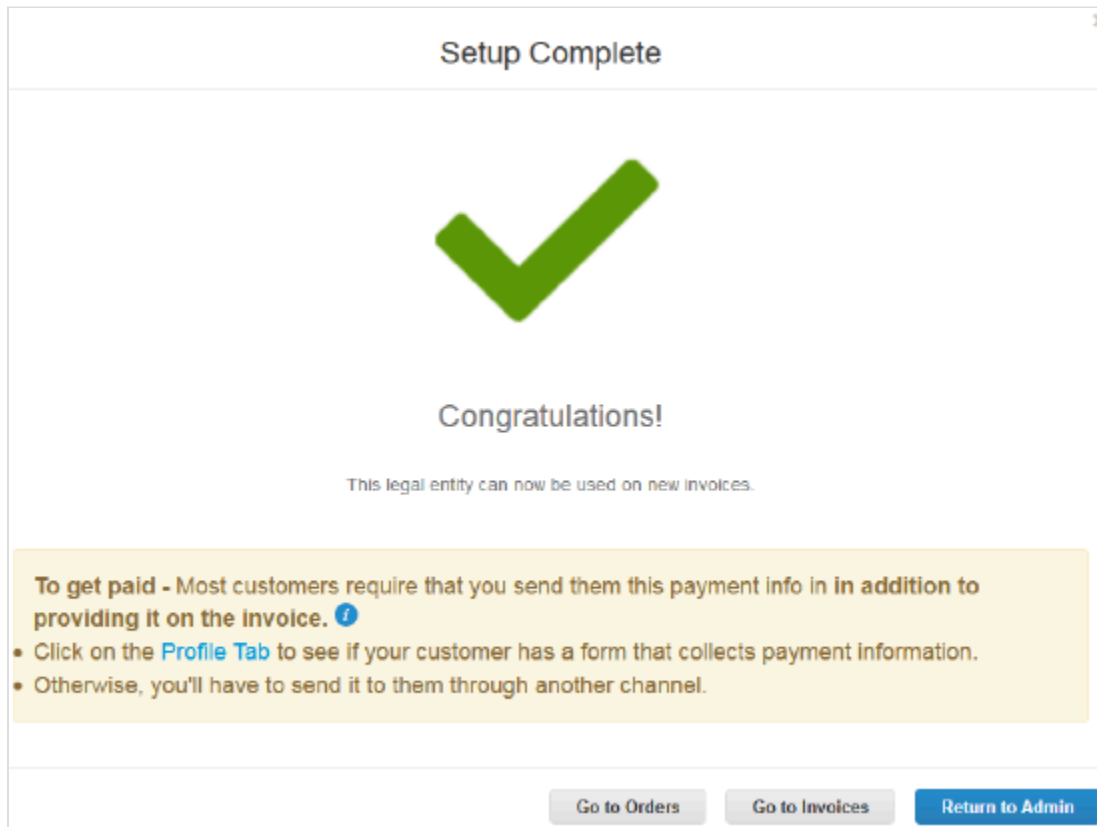 Setup Complete
Congratulations!
This legal entity can now be used on new invoices.
To get paid - Most customers require that you send them this payment info in in addition to
providing it on the invoice. i
• Click on the Profile Tab to see if your customer has a form that collects payment information.
• Otherwise, you'll have to send it to them through another channel.
Go to Orders Go to Invoices Return to Admin